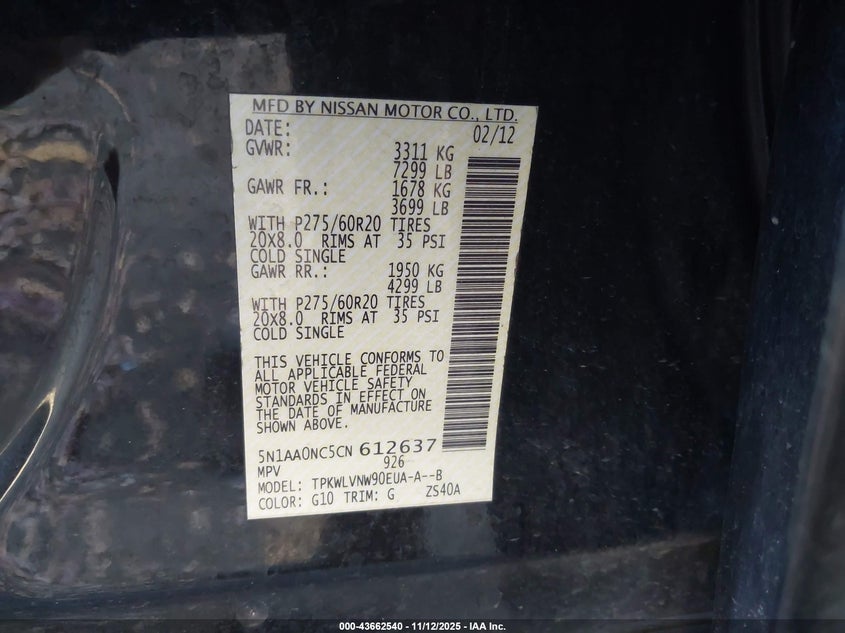 MFD BY NISSAN MOTOR CO., LTD.
DATE: 02/12
GVWR: 3311 KG
7299 LB
GAWR FR.: 1678 KG
3699 LB
WITH P275/60R20 TIRES
20X8.0 RIMS AT 35 PSI
COLD SINGLE
GAWR RR.: 1950 KG
4299 LB
WITH P275/60R20 TIRES
20X8.0 RIMS AT 35 PSI
COLD SINGLE
THIS VEHICLE CONFORMS TO
ALL APPLICABLE FEDERAL
MOTOR VEHICLE SAFETY
STANDARDS IN EFFECT ON
THE DATE OF MANUFACTURE
SHOWN ABOVE.
5N1AA0NC5CN 612637
MPV 926
MODEL: TPKWLVNW90EUA-A--B
COLOR: G10 TRIM: G ZS40A
000-43662540 - 11/12/2025 - IAA Inc.